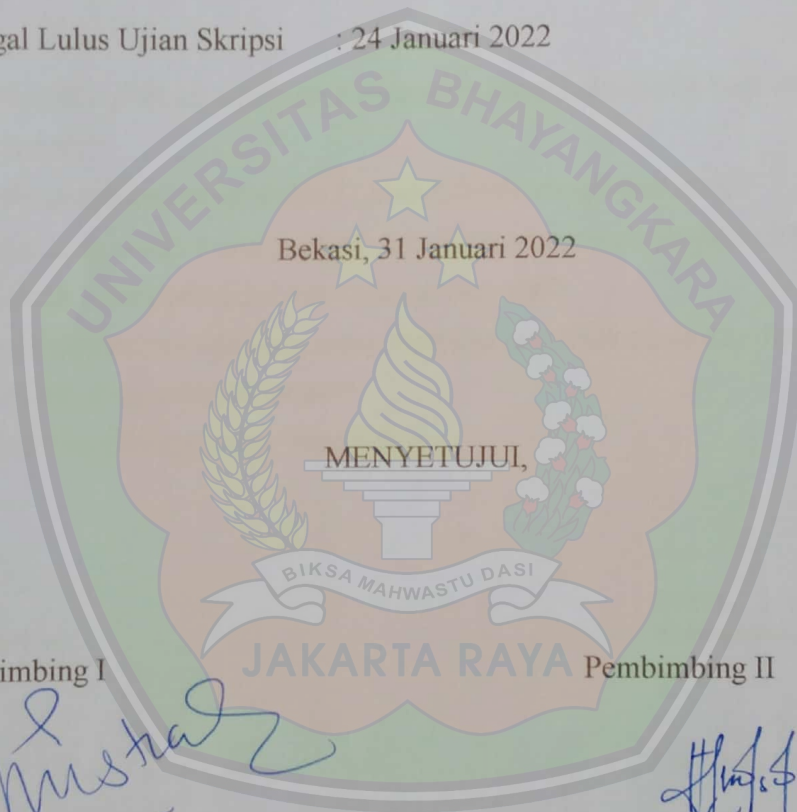 gal Lulus Ujian Skripsi : 24 Januari 2022
UNIVERSITAS BHAYANGKARA
Bekasi, 31 Januari 2022
MENYETUJUI,
BIKSA MAHWASTU DASI
JAKARTA RAYA
imbing I Pembimbing II